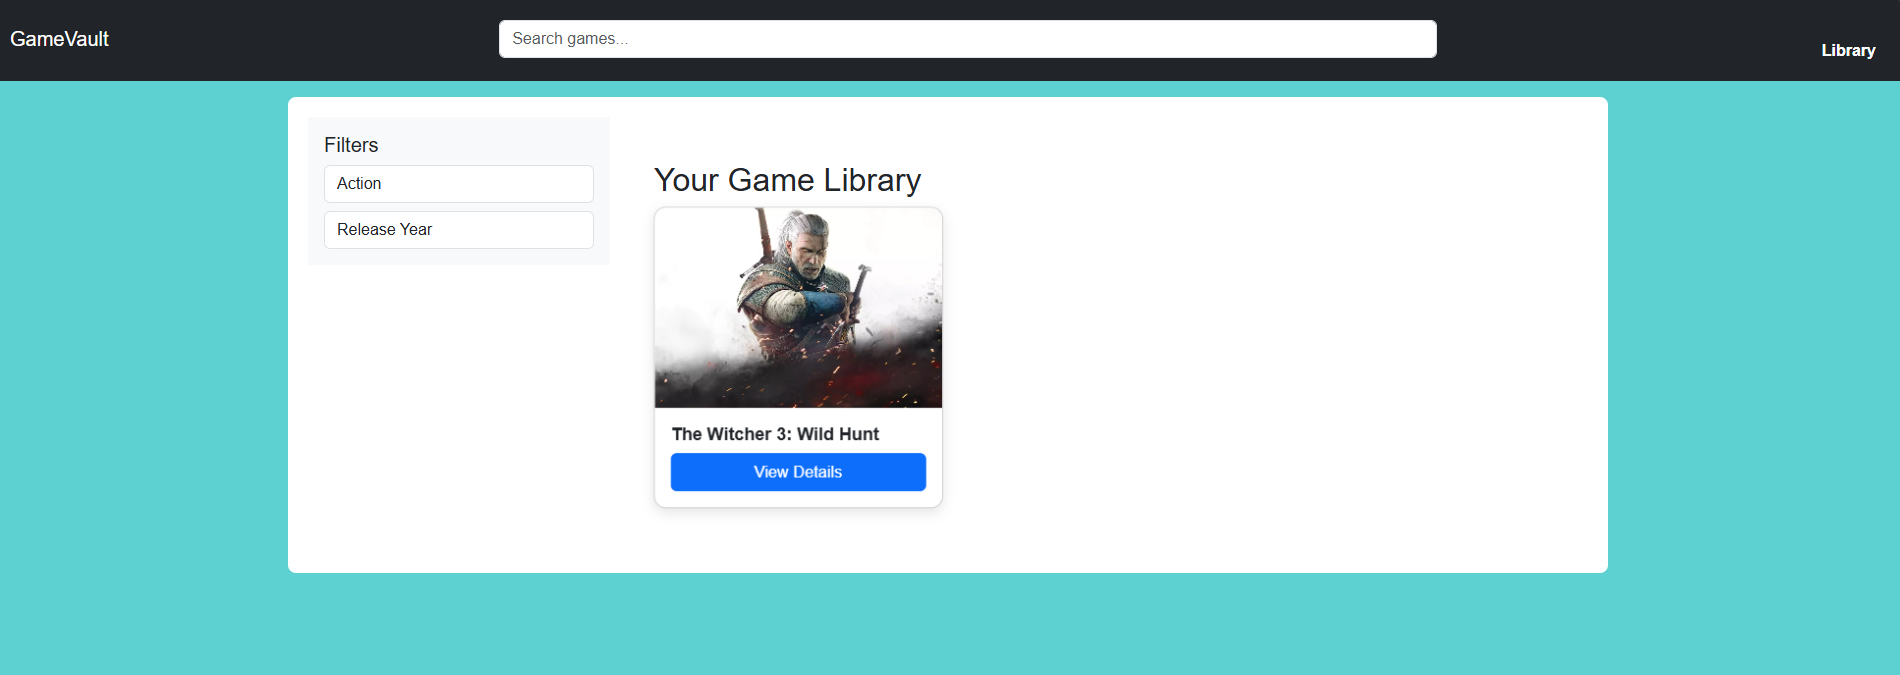 GameVault
Search games...
Library
Filters
Action
Release Year
Your Game Library
The Witcher 3: Wild Hunt
View Details